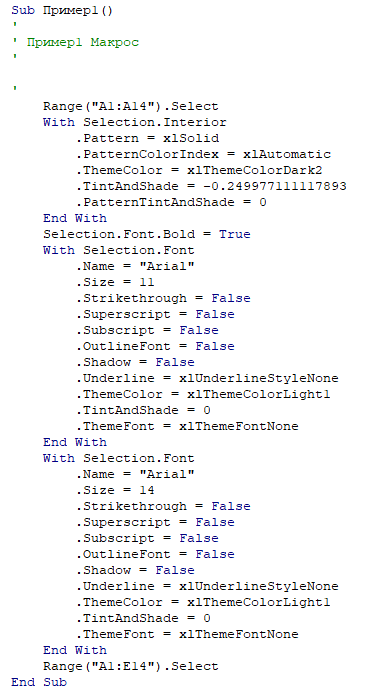 Sub Пример1()
'
' Пример1 Макрос
'

'
    Range("A1:A14").Select
    With Selection.Interior
        .Pattern = xlSolid
        .PatternColorIndex = xlAutomatic
        .ThemeColor = xlThemeColorDark2
        .TintAndShade = -0.249977111117893
        .PatternTintAndShade = 0
    End With
    Selection.Font.Bold = True
    With Selection.Font
        .Name = "Arial"
        .Size = 11
        .Strikethrough = False
        .Superscript = False
        .Subscript = False
        .OutlineFont = False
        .Shadow = False
        .Underline = xlUnderlineStyleNone
        .ThemeColor = xlThemeColorLight1
        .TintAndShade = 0
        .ThemeFont = xlThemeFontNone
    End With
    With Selection.Font
        .Name = "Arial"
        .Size = 14
        .Strikethrough = False
        .Superscript = False
        .Subscript = False
        .OutlineFont = False
        .Shadow = False
        .Underline = xlUnderlineStyleNone
        .ThemeColor = xlThemeColorLight1
        .TintAndShade = 0
        .ThemeFont = xlThemeFontNone
    End With
    Range("A1:E14").Select
End Sub